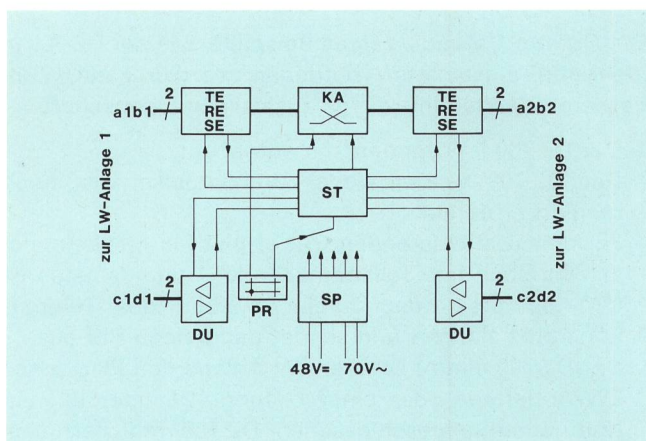 2
a1b1
TE
RE
SE
KA
TE
RE
SE
2
a2b2
zur LW-Anlage 1
ST
zur LW-Anlage 2
2
c1d1
DU
PR
SP
2
c2d2
DU
48V= 70V~